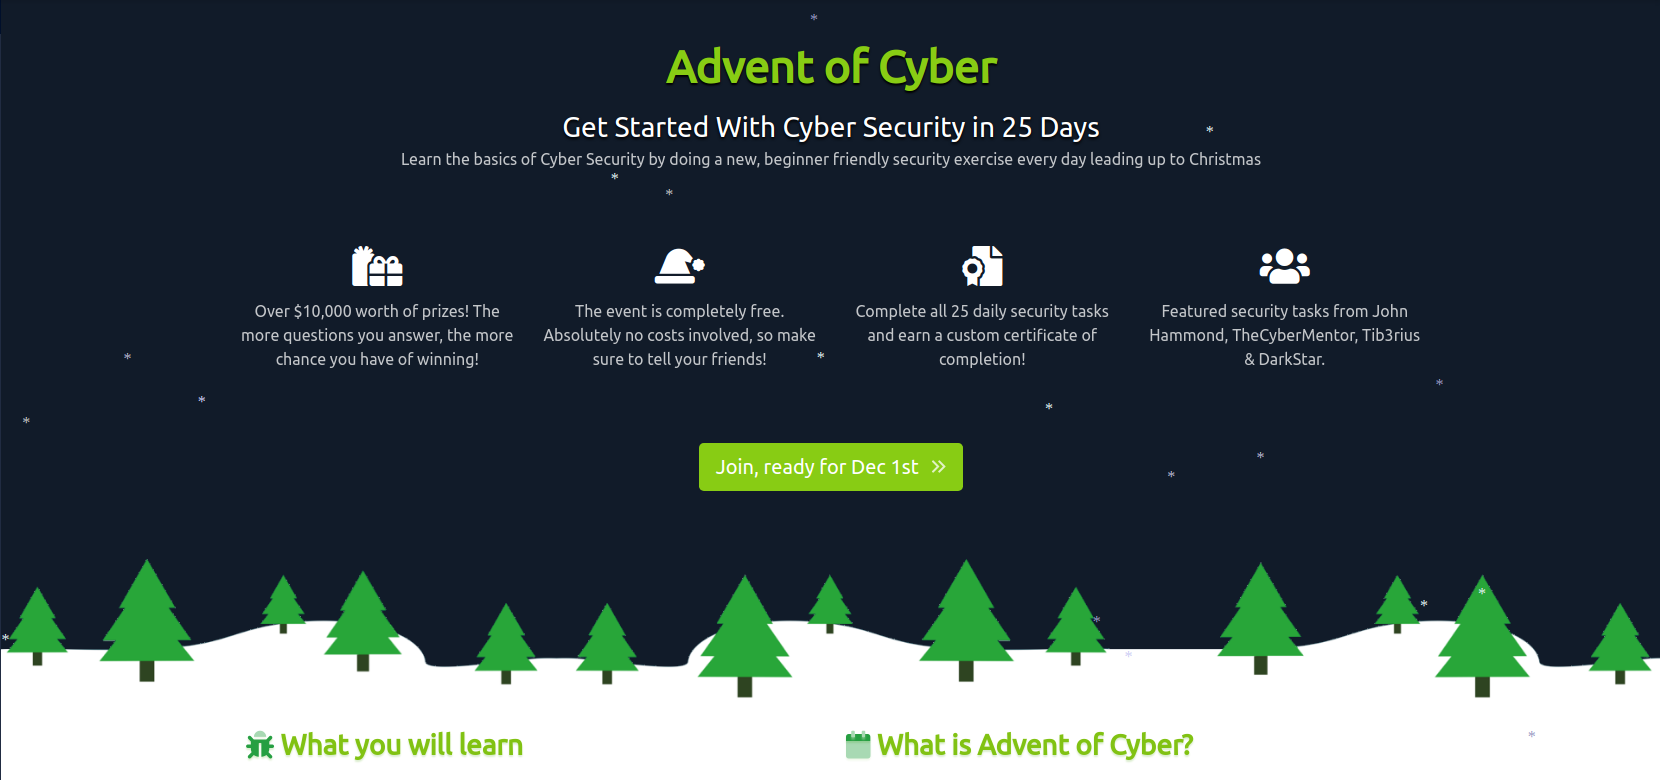 Advent of Cyber
Get Started With Cyber Security in 25 Days
Learn the basics of Cyber Security by doing a new, beginner friendly security exercise every day leading up to Christmas
Over $10,000 worth of prizes! The
more questions you answer, the more
chance you have of winning!
The event is completely free.
Absolutely no costs involved, so make
sure to tell your friends!
Complete all 25 daily security tasks
and earn a custom certificate of
completion!
Featured security tasks from John
Hammond, TheCyberMentor, Tib3rius
& DarkStar.
Join, ready for Dec 1st »
What you will learn
What is Advent of Cyber?